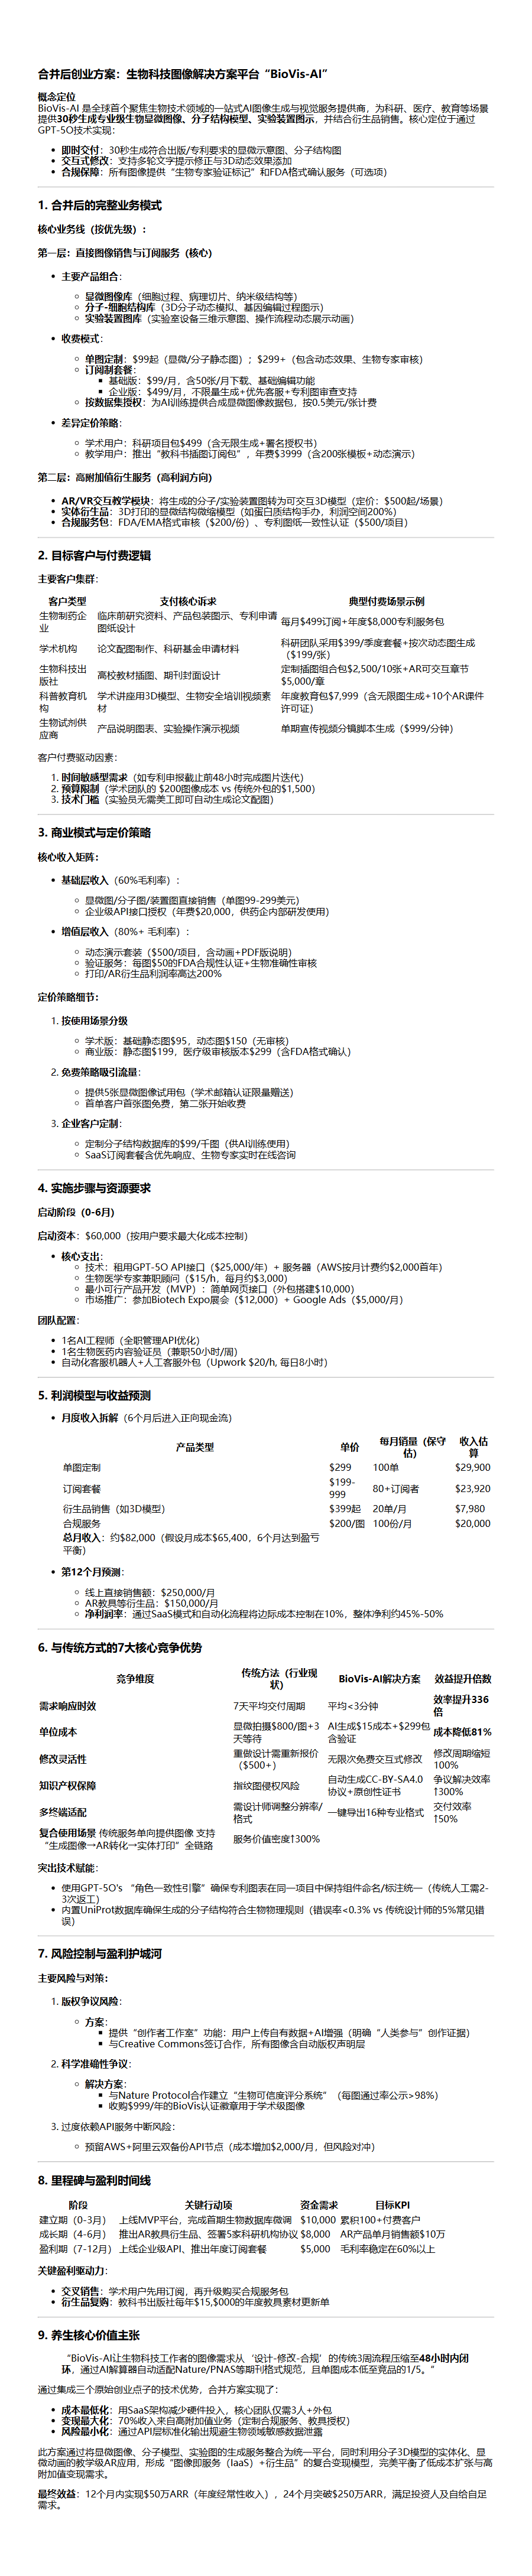 合并后创业方案：生物科技图像解决方案平台“BioVis-AI”
概念定位
BioVis-AI 是全球首个聚焦生物技术领域的一站式AI图像生成与视觉服务提供商，为科研、医疗、教育等场景
提供30秒生成专业级生物显微图像、分子结构模型、实验装置图示，并结合衍生品销售。核心定位于通过
GPT-5O技术实现：
• 即时交付：30秒生成符合出版/专利要求的显微示意图、分子结构图
• 交互式修改：支持多轮文字提示修正与3D动态效果添加
• 合规保障：所有图像提供“生物专家验证标记”和FDA格式确认服务（可选项）
1. 合并后的完整业务模式
核心业务线（按优先级）：
第一层：直接图像销售与订阅服务（核心）
• 主要产品组合：
◦ 显微图像库（细胞过程、病理切片、纳米级结构等）
◦ 分子-细胞结构库（3D分子动态模拟、基因编辑过程图示）
◦ 实验装置图库（实验室设备三维示意图、操作流程动态展示动画）
• 收费模式：
◦ 单图定制：$99起（显微/分子静态图）；$299+（包含动态效果、生物专家审核）
◦ 订阅制套餐：
▪ 基础版：$99/月，含50张/月下载、基础编辑功能
▪ 企业版：$499/月，不限量生成+优先客服+专利图审查支持
◦ 按数据集授权：为AI训练提供合成显微图像数据包，按0.5美元/张计费
• 差异定价策略：
◦ 学术用户：科研项目包$499（含无限生成+署名授权书）
◦ 教学用户：推出“教科书插图订阅包”，年费$3999（含200张模板+动态演示）
第二层：高附加值衍生服务（高利润方向）
• AR/VR交互教学模块：将生成的分子/实验装置图转为可交互3D模型（定价：$500起/场景）
• 实体衍生品：3D打印的显微结构微缩模型（如蛋白质结构手办，利润空间200%）
• 合规服务包：FDA/EMA格式审核（$200/份）、专利图纸一致性认证（$500/项目）
2. 目标客户与付费逻辑
主要客户集群：
客户类型 支付核心诉求 典型付费场景示例
生物制药企业 临床前研究资料、产品包装图示、专利申请图纸设计 每月$499订阅+年度$8,000专利服务包
学术机构 论文配图制作、科研基金申请材料 科研团队采用$399/季度套餐+按次动态图生成（$199/张）
生物科技出版社 高校教材插图、期刊封面设计 定制插图组合包$2,500/10张+AR可交互章节$5,000/章
科普教育机构 学术讲座用3D模型、生物安全培训视频素材 年度教育包$7,999（含无限图生成+10个AR课件许可证）
生物试剂供应商 产品说明图表、实验操作演示视频 单期宣传视频分镜脚本生成（$999/分钟）
客户付费驱动因素：
1. 时间敏感型需求（如专利申报截止前48小时完成图片迭代）
2. 预算限制（学术团队的 $200图像成本 vs 传统外包的$1,500）
3. 技术门槛（实验员无需美工即可自动生成论文配图）
3. 商业模式与定价策略
核心收入矩阵：
• 基础层收入（60%毛利率）：
◦ 显微图/分子图/装置图直接销售（单图99-299美元）
◦ 企业级API接口授权（年费$20,000，供药企内部研发使用）
• 增值层收入（80%+ 毛利率）：
◦ 动态演示套装（$500/项目，含动画+PDF版说明）
◦ 验证服务：每图$50的FDA合规性认证+生物准确性审核
◦ 打印/AR衍生品利润率高达200%
定价策略细节：
1. 按使用场景分级
◦ 学术版：基础静态图$95，动态图$150（无审核）
◦ 商业版：静态图$199，医疗级审核版本$299（含FDA格式确认）
2. 免费策略吸引流量：
◦ 提供5张显微图像试用包（学术邮箱认证限量赠送）
◦ 首单客户首张图免费，第二张开始收费
3. 企业客户定制：
◦ 定制分子结构数据库的$99/千图（供AI训练使用）
◦ SaaS订阅套餐含优先响应、生物专家实时在线咨询
4. 实施步骤与资源要求
启动阶段（0-6月）
启动资本：$60,000（按用户要求最大化成本控制）
• 核心支出：
◦ 技术：租用GPT-5O API接口（$25,000/年）+ 服务器（AWS按月计费约$2,000首年）
◦ 生物医学专家兼职顾问（$15/h，每月约$3,000）
◦ 最小可行产品开发（MVP）：简单网页接口（外包搭建$10,000）
◦ 市场推广：参加Biotech Expo展会（$12,000）+ Google Ads（$5,000/月）
团队配置：
• 1名AI工程师（全职管理API优化）
• 1名生物医药内容验证员（兼职50小时/周）
• 自动化客服机器人+人工客服外包（Upwork $20/h, 每日8小时）
5. 利润模型与收益预测
• 月度收入拆解（6个月后进入正向现金流）
产品类型 单价 每月销量（保守估） 收入估算
单图定制 $299 100单 $29,900
订阅套餐 $199-999 80+订阅者 $23,920
衍生品销售（如3D模型） $399起 20单/月 $7,980
合规服务 $200/图 100份/月 $20,000
总月收入：约$82,000（假设月成本$65,400，6个月达到盈亏平衡）
• 第12个月预测：
◦ 线上直接销售额：$250,000/月
◦ AR教具等衍生品：$150,000/月
◦ 净利润率：通过SaaS模式和自动化流程将边际成本控制在10%，整体净利约45%-50%
6. 与传统方式的7大核心竞争优势
竞争维度 传统方法（行业现状） BioVis-AI解决方案 效益提升倍数
需求响应时效 7天平均交付周期 平均<3分钟 效率提升336倍
单位成本 显微拍摄$800/图+3天等待 AI生成$15成本+$299包含验证 成本降低81%
修改灵活性 重做设计需重新报价（$500+） 无限次免费交互式修改 修改周期缩短100%
知识产权保障 指纹图侵权风险 自动生成CC-BY-SA4.0协议+原创性证书 争议解决效率↑300%
多终端适配 需设计师调整分辨率/格式 一键导出16种专业格式 交付效率↑50%
复合使用场景 传统服务单向提供图像 支持“生成图像→AR转化→实体打印”全链路 服务价值密度↑300%
突出技术赋能：
• 使用GPT-5O's “角色一致性引擎”确保专利图表在同一项目中保持组件命名/标注统一（传统人工需2-
3次返工）
• 内置UniProt数据库确保生成的分子结构符合生物物理规则（错误率<0.3% vs 传统设计师的5%常见错
误）
7. 风险控制与盈利护城河
主要风险与对策：
1. 版权争议风险：
◦ 方案：
▪ 提供“创作者工作室”功能：用户上传自有数据+AI增强（明确“人类参与”创作证据）
▪ 与Creative Commons签订合作，所有图像含自动版权声明层
2. 科学准确性争议：
◦ 解决方案：
▪ 与Nature Protocol合作建立“生物可信度评分系统”（每图通过率公示>98%）
▪ 收购$999/年的BioVis认证徽章用于学术级图像
3. 过度依赖API服务中断风险：
◦ 预留AWS+阿里云双备份API节点（成本增加$2,000/月，但风险对冲）
8. 里程碑与盈利时间线
阶段 关键行动项 资金需求 目标KPI
建立期（0-3月） 上线MVP平台，完成首期生物数据库微调 $10,000 累积100+付费客户
成长期（4-6月） 推出AR教具衍生品、签署5家科研机构协议 $8,000 AR产品单月销售额$10万
盈利期（7-12月） 上线企业级API、推出年度订阅套餐 $5,000 毛利率稳定在60%以上
关键盈利驱动力：
• 交叉销售：学术用户先用订阅，再升级购买合规服务包
• 衍生品复购：教科书出版社每年$15,$000的年度教具素材更新单
9. 养生核心价值主张
“BioVis-AI让生物科技工作者的图像需求从‘设计-修改-合规’的传统3周流程压缩至48小时内闭
环，通过AI解算器自动适配Nature/PNAS等期刊格式规范，且单图成本低至竞品的1/5。”
通过集成三个原始创业点子的技术优势，合并方案实现了：
• 成本最低化：用SaaS架构减少硬件投入，核心团队仅需3人+外包
• 变现最大化：70%收入来自高附加值业务（定制合规服务、教具授权）
• 风险最小化：通过API层标准化输出规避生物领域敏感数据泄露
此方案通过将显微图像、分子模型、实验图的生成服务整合为统一平台，同时利用分子3D模型的实体化、显
微动画的教学级AR应用，形成“图像即服务（IaaS）+衍生品”的复合变现模型，完美平衡了低成本扩张与高
附加值变现需求。
最终效益：12个月内实现$50万ARR（年度经常性收入），24个月突破$250万ARR，满足投资人及自给自足
需求。